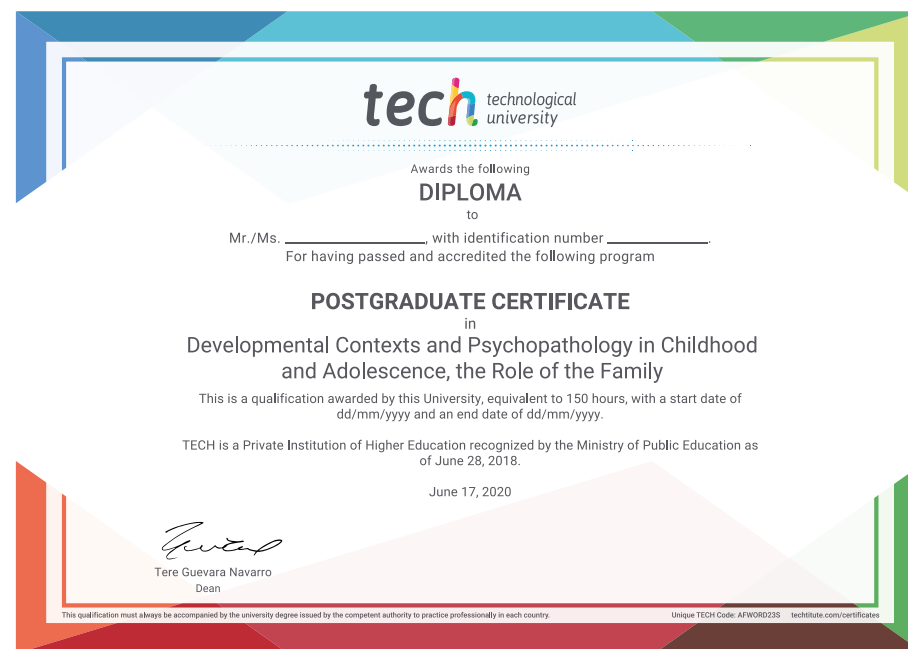 tech technological
university
Awards the following
DIPLOMA
to
Mr./Ms. ____________________, with identification number ______________.
For having passed and accredited the following program
POSTGRADUATE CERTIFICATE
in
Developmental Contexts and Psychopathology in Childhood
and Adolescence, the Role of the Family
This is a qualification awarded by this University, equivalent to 150 hours, with a start date of
dd/mm/yyyy and an end date of dd/mm/yyyy.
TECH is a Private Institution of Higher Education recognized by the Ministry of Public Education as
of June 28, 2018.
June 17, 2020
Tere Guevara Navarro
Dean
This qualification must always be accompanied by the university degree issued by the competent authority to practice professionally in each country. Unique TECH Code: AFWORD23S techtitute.com/certificates